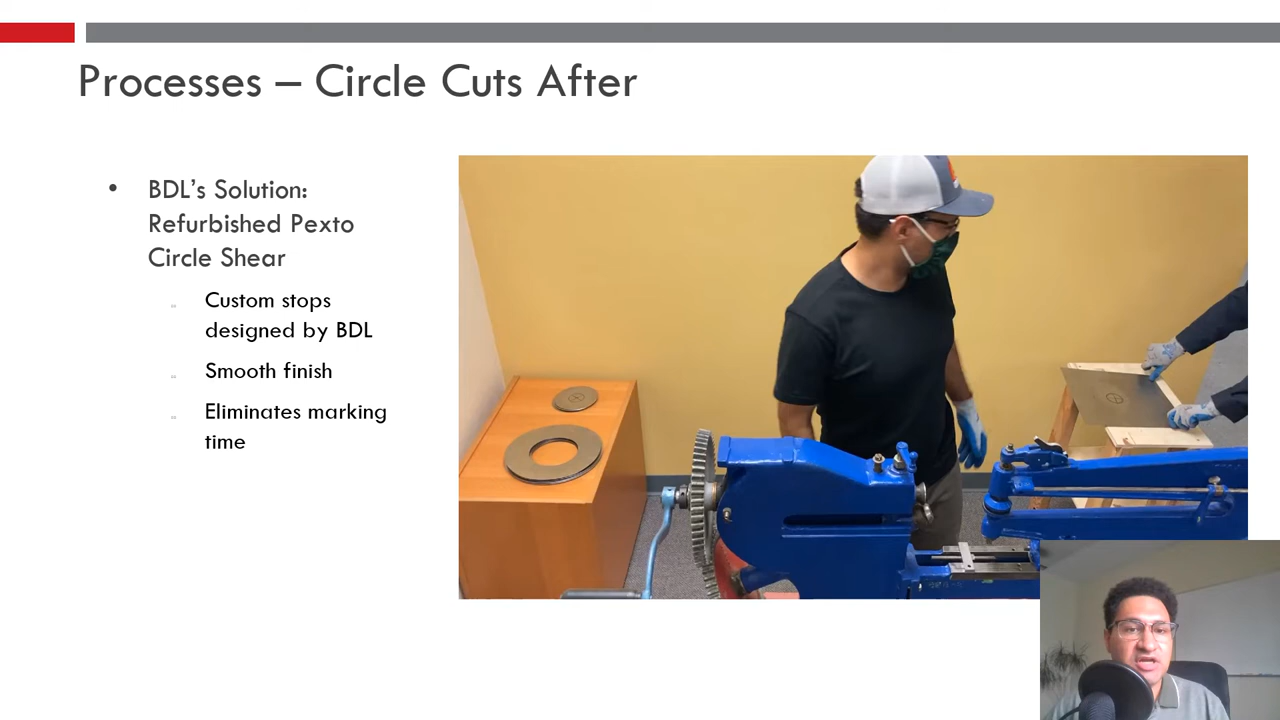 Processes – Circle Cuts After
• BDL's Solution:
Refurbished Pexto
Circle Shear
Custom stops
designed by BDL
Smooth finish
Eliminates marking
time